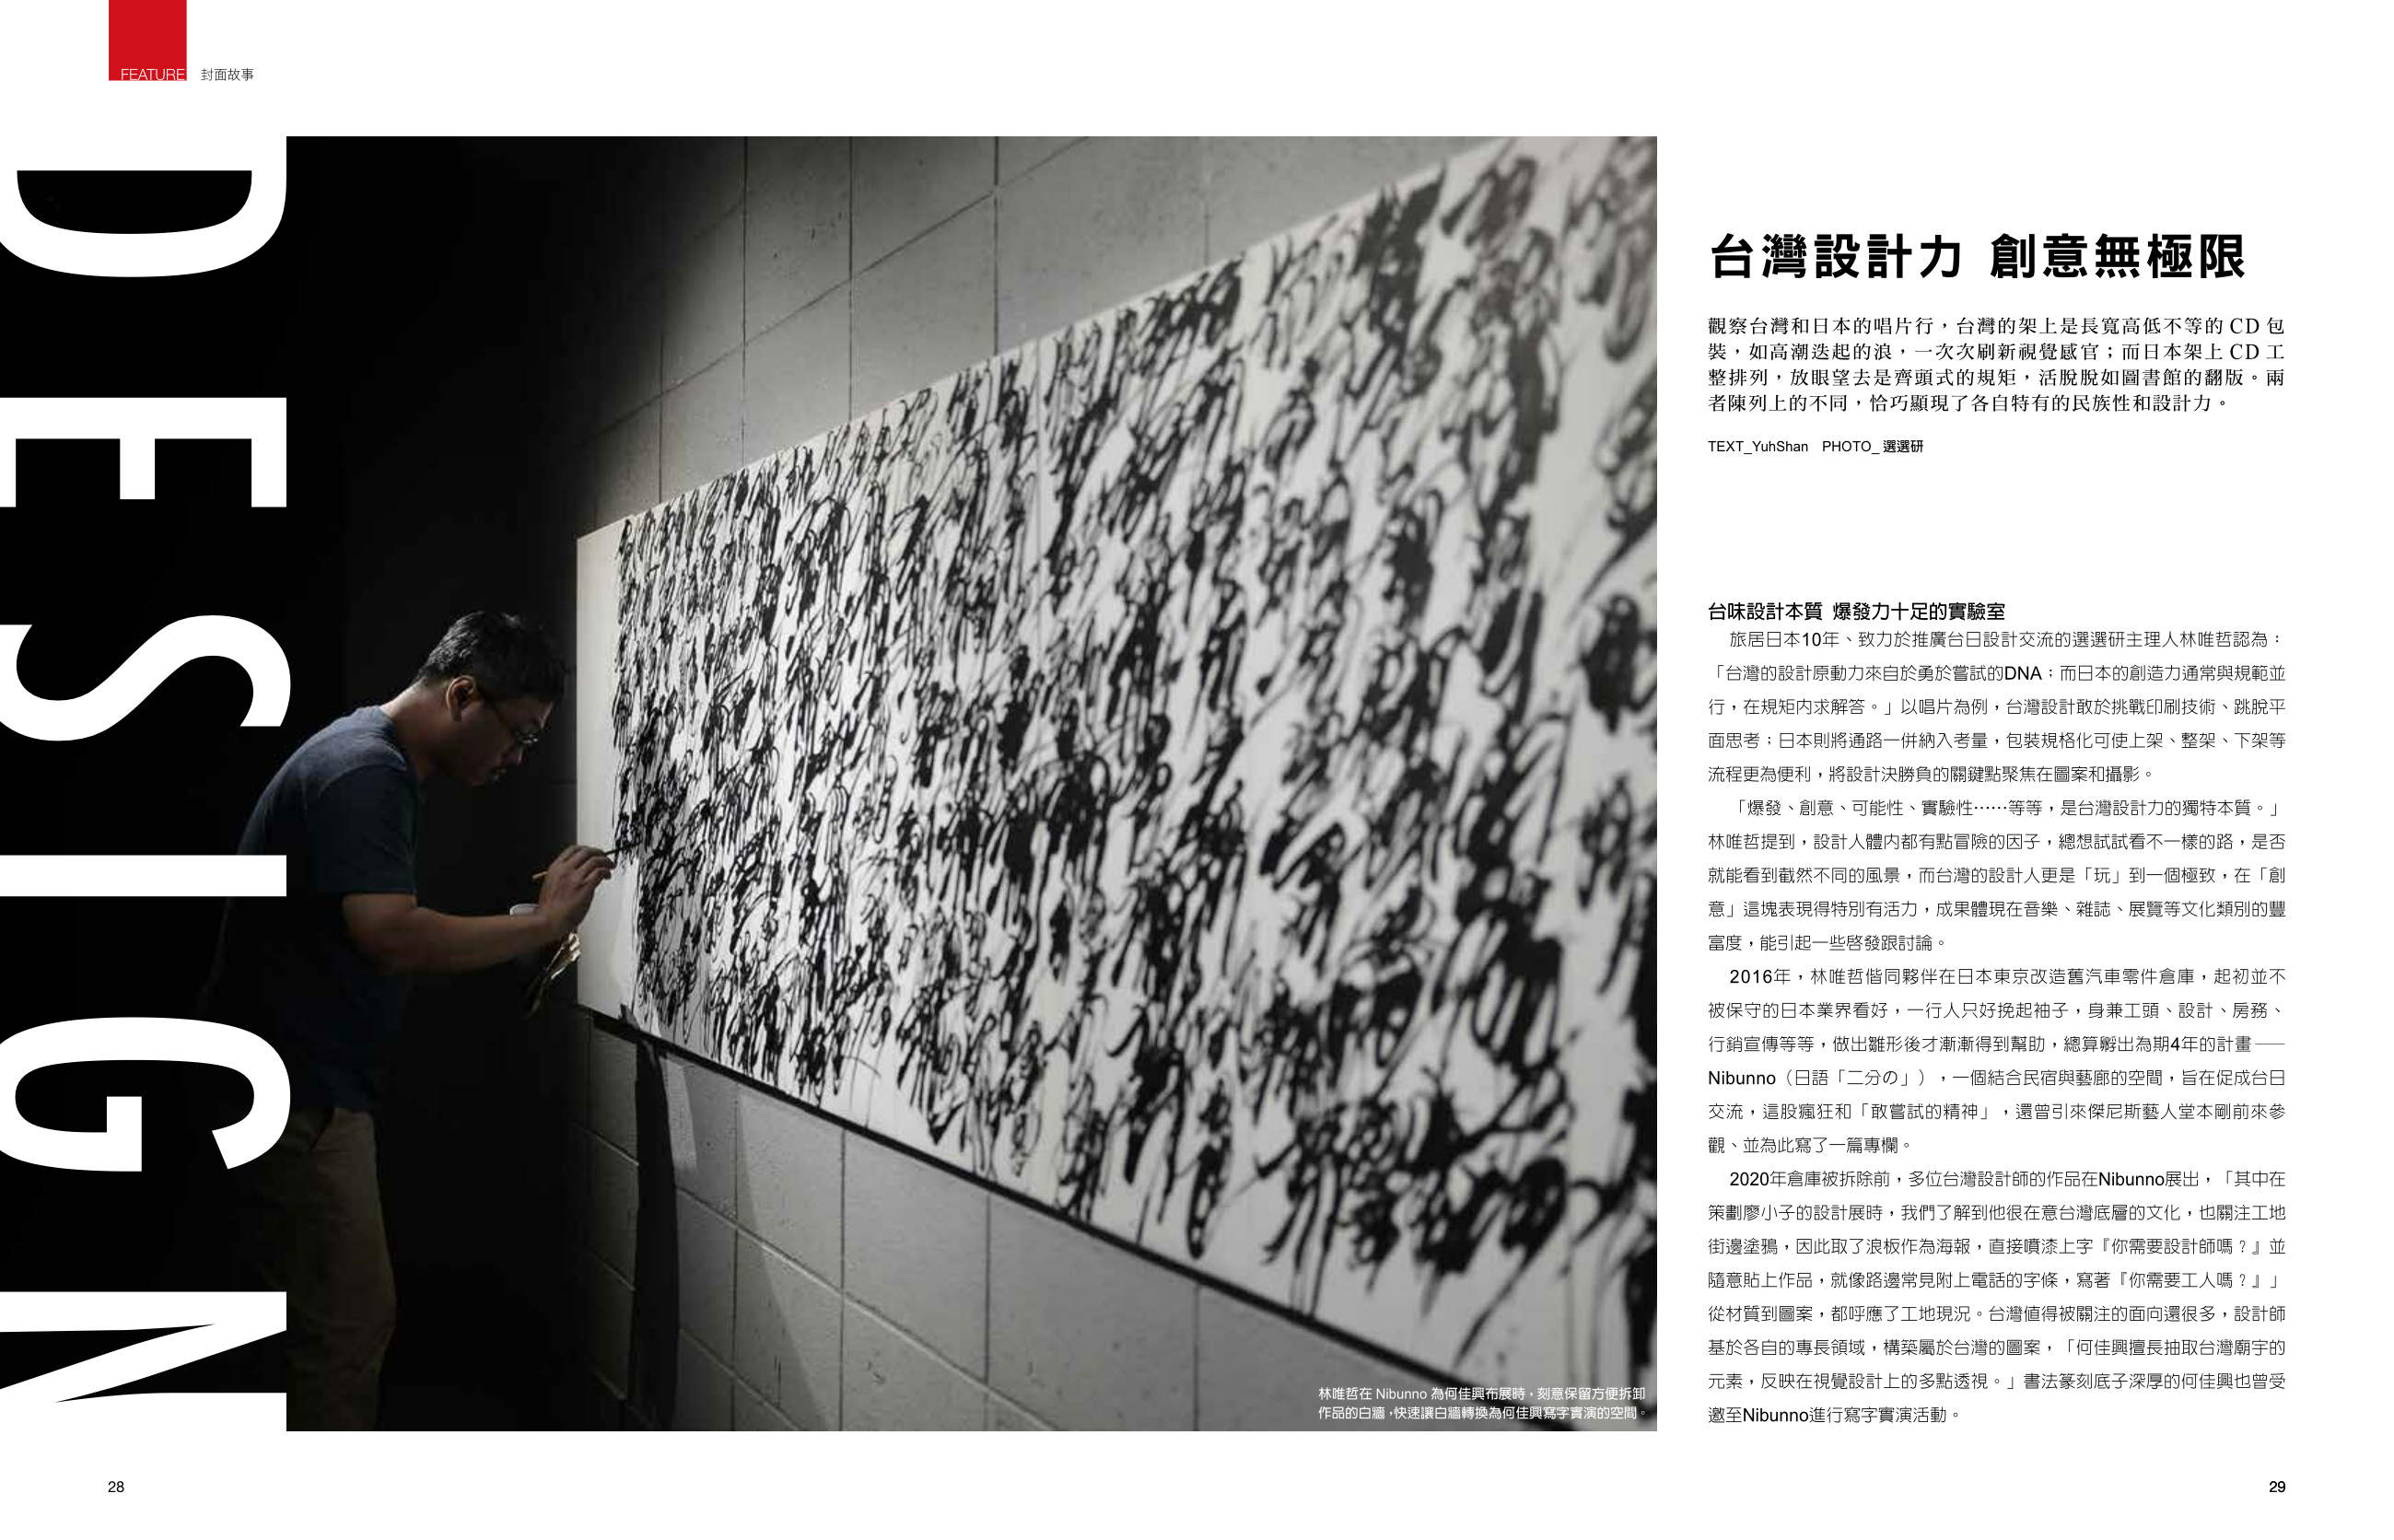 FEATURE 封面故事
DESIGN
台灣設計力 創意無極限
觀察台灣和日本的唱片行，台灣的架上是長寬高低不等的 CD 包
裝，如高潮迭起的浪，一次次刷新視覺感官；而日本架上 CD 工
整排列，放眼望去是齊頭式的規矩，活脫脫如圖書館的翻版。兩
者陳列上的不同，恰巧顯現了各自特有的民族性和設計力。
TEXT_YuhShan PHOTO_ 選選研
台味設計本質 爆發力十足的實驗室
旅居日本10年、致力於推廣台日設計交流的選選研主理人林唯哲認為：
「台灣的設計原動力來自於勇於嘗試的DNA；而日本的創造力通常與規範並
行，在規矩內求解答。」以唱片為例，台灣設計敢於挑戰印刷技術、跳脫平
面思考；日本則將通路一併納入考量，包裝規格化可使上架、整架、下架等
流程更為便利，將設計決勝負的關鍵點聚焦在圖案和攝影。
「爆發、創意、可能性、實驗性⋯⋯等等，是台灣設計力的獨特本質。」
林唯哲提到，設計人體內都有點冒險的因子，總想試試看不一樣的路，是否
就能看到截然不同的風景，而台灣的設計人更是「玩」到一個極致，在「創
意」這塊表現得特別有活力，成果體現在音樂、雜誌、展覽等文化類別的豐
富度，能引起一些啓發跟討論。
2016年，林唯哲偕同夥伴在日本東京改造舊汽車零件倉庫，起初並不
被保守的日本業界看好，一行人只好挽起袖子，身兼工頭、設計、房務、
行銷宣傳等等，做出雛形後才漸漸得到幫助，總算孵出為期4年的計畫——
Nibunno（日語「二分の」），一個結合民宿與藝廊的空間，旨在促成台日
交流，這股瘋狂和「敢嘗試的精神」，還曾引來傑尼斯藝人堂本剛前來參
觀、並為此寫了一篇專欄。
2020年倉庫被拆除前，多位台灣設計師的作品在Nibunno展出，「其中在
策劃廖小子的設計展時，我們了解到他很在意台灣底層的文化，也關注工地
街邊塗鴉，因此取了浪板作為海報，直接噴漆上字『你需要設計師嗎？』並
隨意貼上作品，就像路邊常見附上電話的字條，寫著『你需要工人嗎？』」
從材質到圖案，都呼應了工地現況。台灣值得被關注的面向還很多，設計師
基於各自的專長領域，構築屬於台灣的圖案，「何佳興擅長抽取台灣廟宇的
元素，反映在視覺設計上的多點透視。」書法篆刻底子深厚的何佳興也曾受
邀至Nibunno進行寫字實演活動。
林唯哲在 Nibunno 為何佳興布展時，刻意保留方便拆卸
作品的白牆，快速讓白牆轉換為何佳興寫字實演的空間。
28
29